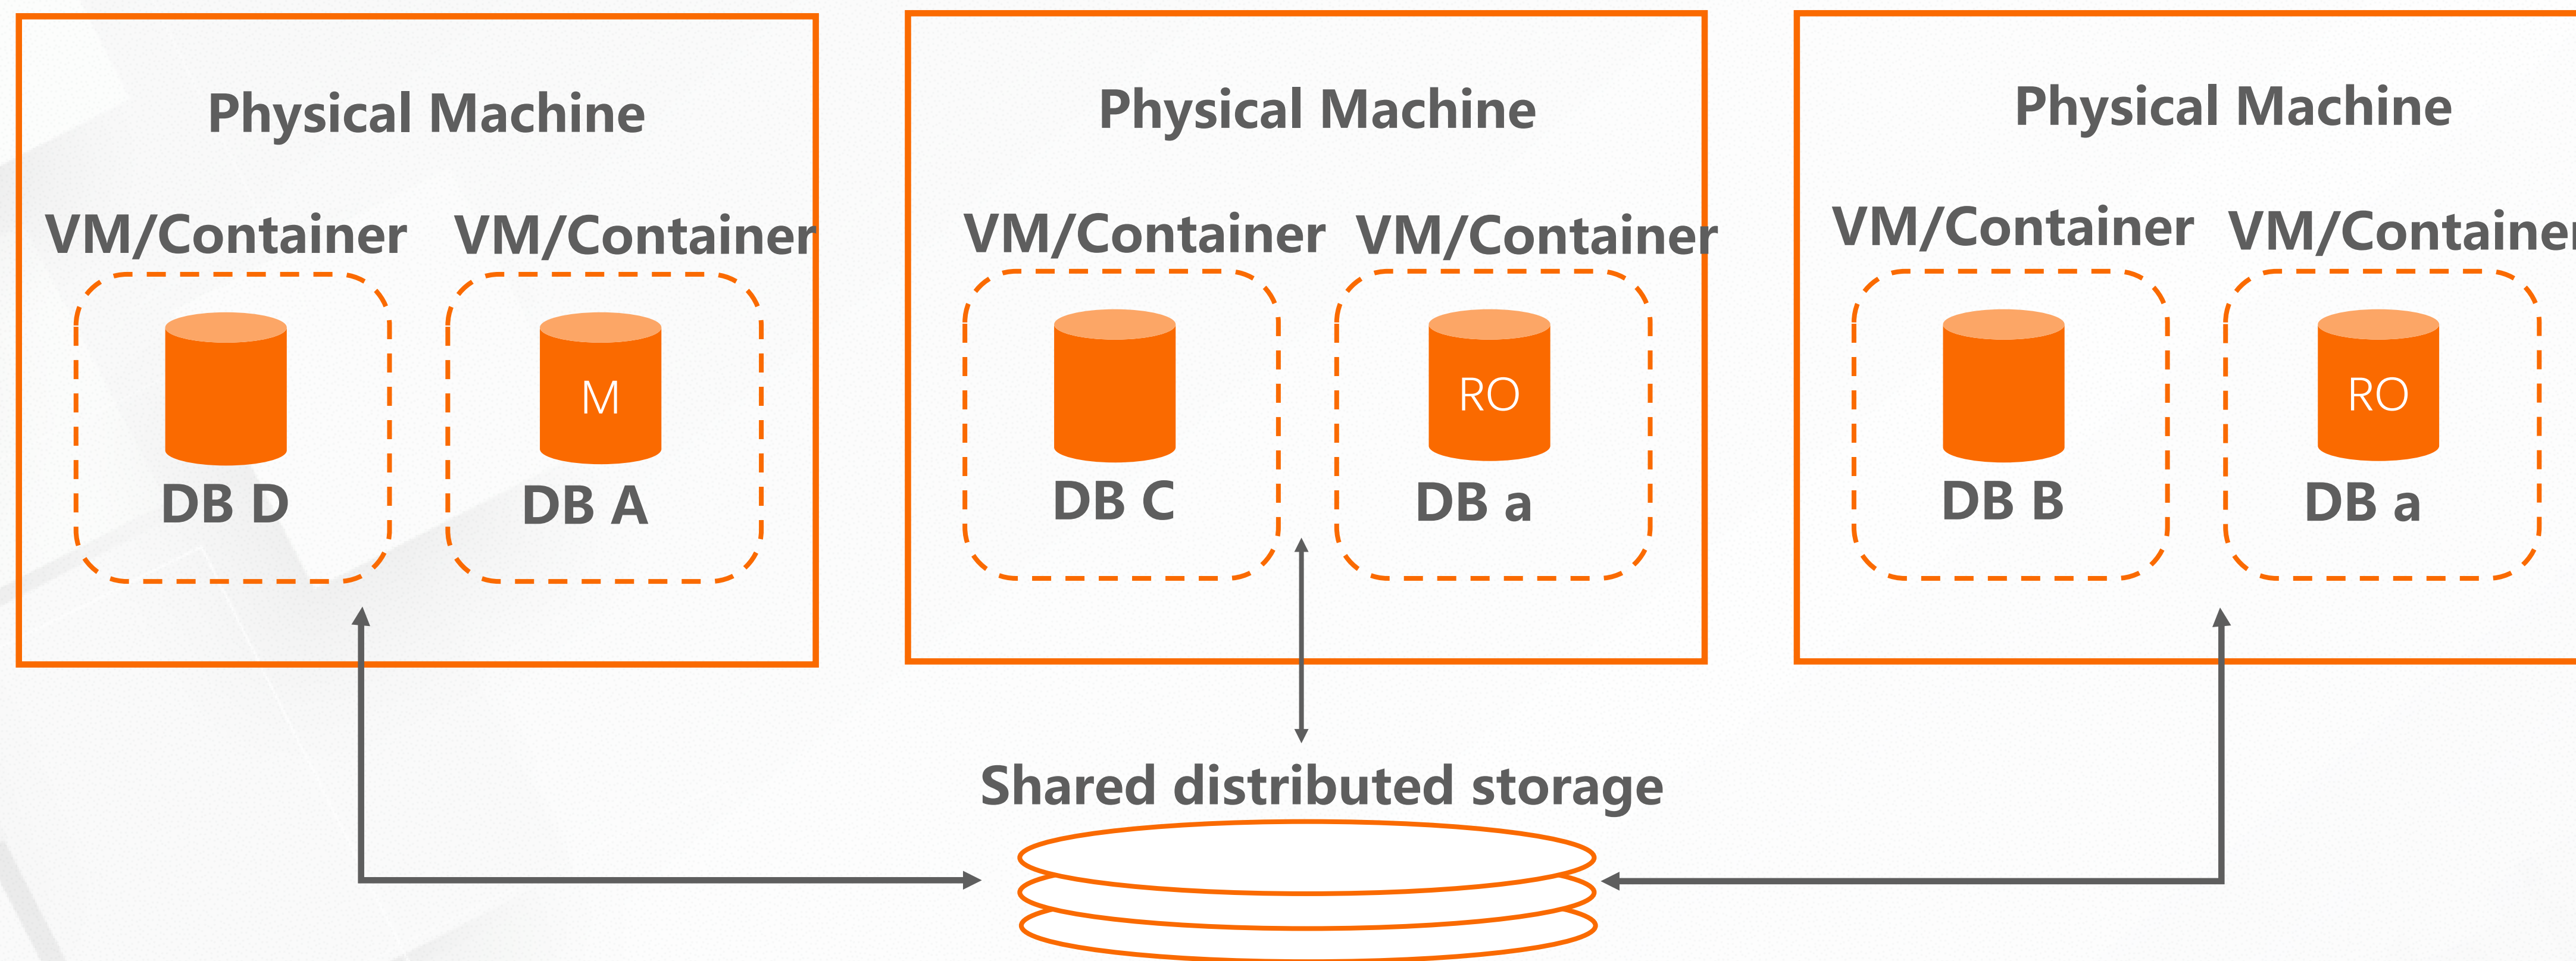 Physical Machine
VM/Container VM/Container
M
DB D DB A
Physical Machine
VM/Container VM/Container
RO
DB C DB a
Physical Machine
VM/Container VM/Container
RO
DB B DB a
Shared distributed storage